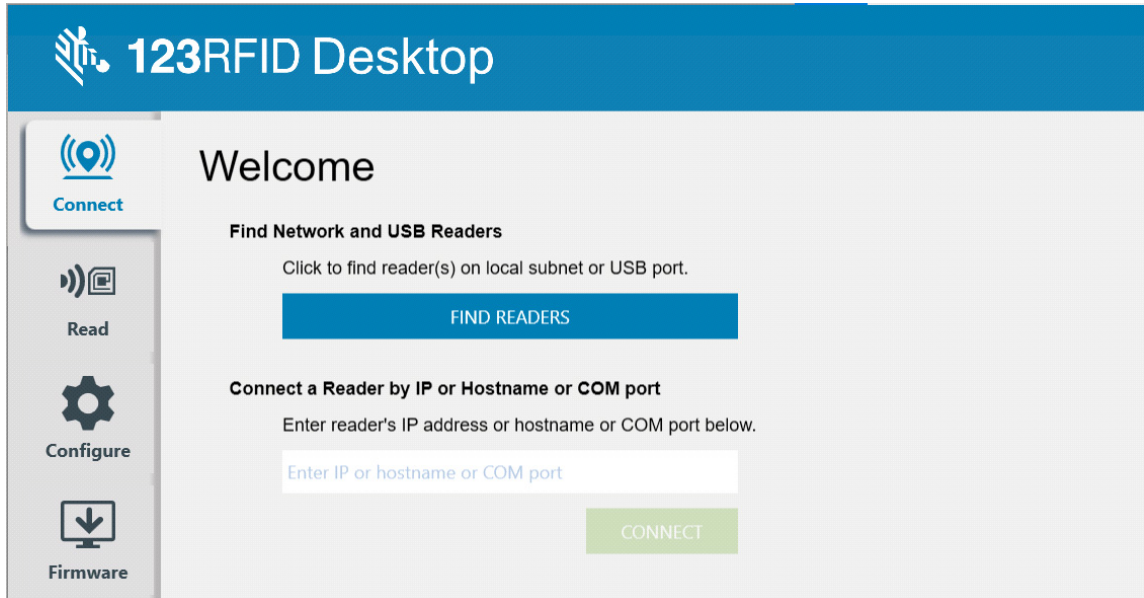 123RFID Desktop
Connect
Read
Configure
Firmware
Welcome
Find Network and USB Readers
Click to find reader(s) on local subnet or USB port.
FIND READERS
Connect a Reader by IP or Hostname or COM port
Enter reader's IP address or hostname or COM port below.
Enter IP or hostname or COM port
CONNECT